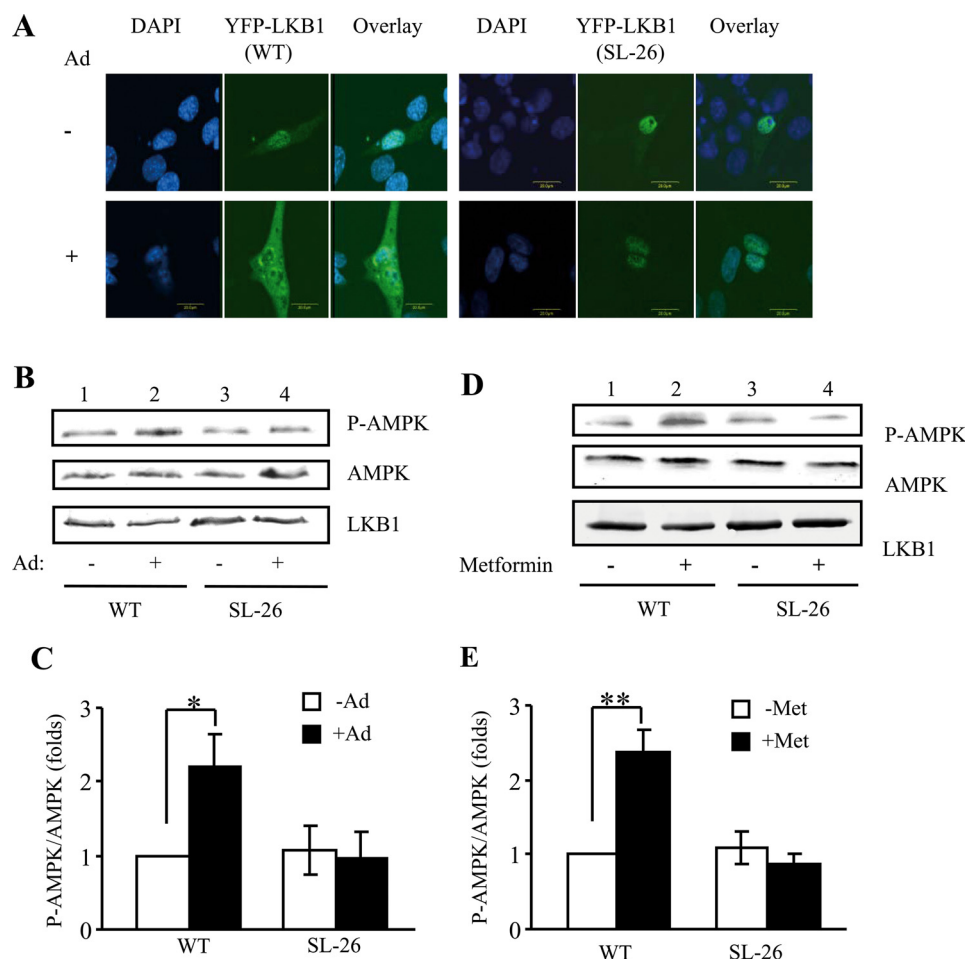 A
DAPI YFP-LKB1 Overlay DAPI YFP-LKB1 Overlay
(WT) (SL-26)
Ad
-
+
B
1 2 3 4
P-AMPK
AMPK
LKB1
Ad: - + - +
WT SL-26
D
1 2 3 4
P-AMPK
AMPK
LKB1
Metformin - + - +
WT SL-26
C
P-AMPK/AMPK (folds)
3
2
1
0
*
-Ad
+Ad
WT SL-26
E
P-AMPK/AMPK (folds)
3
2
1
0
**
-Met
+Met
WT SL-26